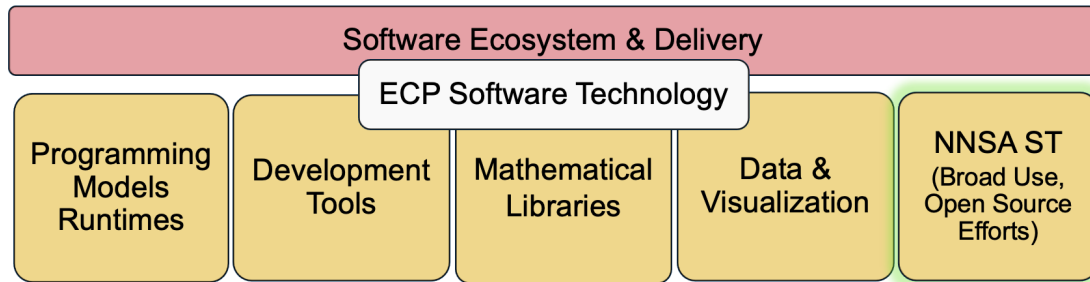 Software Ecosystem & Delivery
ECP Software Technology
Programming
Models
Runtimes
Development
Tools
Mathematical
Libraries
Data &
Visualization
NNSA ST
(Broad Use,
Open Source
Efforts)